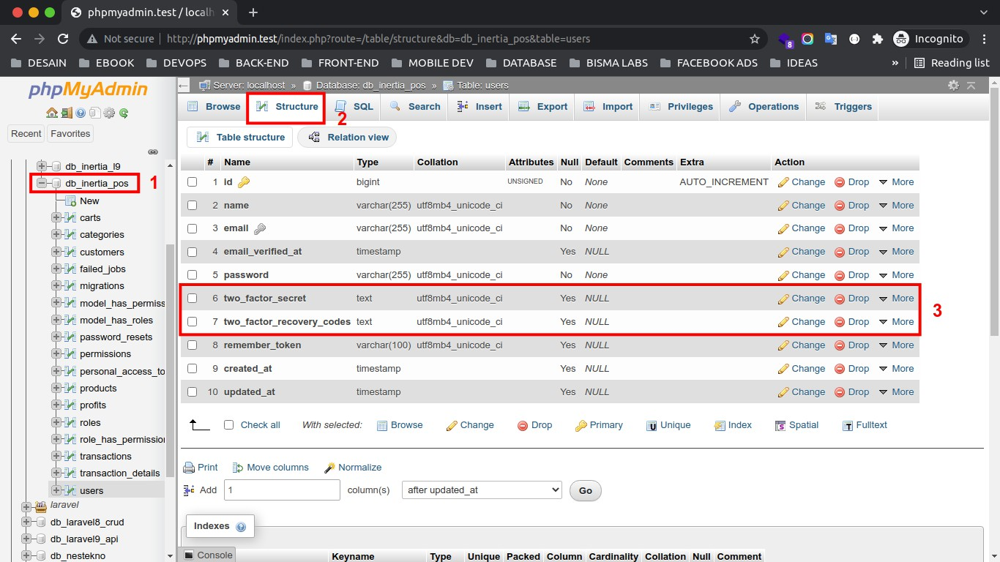 phpmyadmin.test / localh
Not secure | http://phpmyadmin.test/index.php?route=/table/structure&db=db_inertia_pos&table=users
8
Incognito
DESAIN EBOOK DEVOPS BACK-END FRONT-END MOBILE DEV DATABASE BISMA LABS FACEBOOK ADS IDEAS » Reading list
phpMyAdmin
Recent Favorites
db_inertia_l9
db_inertia_pos
1
New
carts
categories
customers
failed_jobs
migrations
model_has_permiss
model_has_roles
password_resets
permissions
personal_access_to
products
profits
roles
role_has_permission
transactions
transaction_details
users
laravel
db_laravel8_crud
db_laravel9_api
db_nestekno
Server: localhost » Database: db_inertia_pos » Table: users
Browse Structure SQL Search Insert Export Import Privileges Operations Triggers
2
Table structure Relation view
# Name Type Collation Attributes Null Default Comments Extra Action
1 id bigint UNSIGNED No None AUTO_INCREMENT Change Drop More
2 name varchar(255) utf8mb4_unicode_ci No None Change Drop More
3 email varchar(255) utf8mb4_unicode_ci No None Change Drop More
4 email_verified_at timestamp Yes NULL Change Drop More
5 password varchar(255) utf8mb4_unicode_ci No None Change Drop More
6 two_factor_secret text utf8mb4_unicode_ci Yes NULL Change Drop More
3
7 two_factor_recovery_codes text utf8mb4_unicode_ci Yes NULL Change Drop More
8 remember_token varchar(100) utf8mb4_unicode_ci Yes NULL Change Drop More
9 created_at timestamp Yes NULL Change Drop More
10 updated_at timestamp Yes NULL Change Drop More
Check all With selected: Browse Change Drop Primary Unique Index Spatial Fulltext
Print Move columns Normalize
Add 1 column(s) after updated_at Go
Indexes
Console
Keyname Type Unique Packed Column Cardinality Collation Null Comment